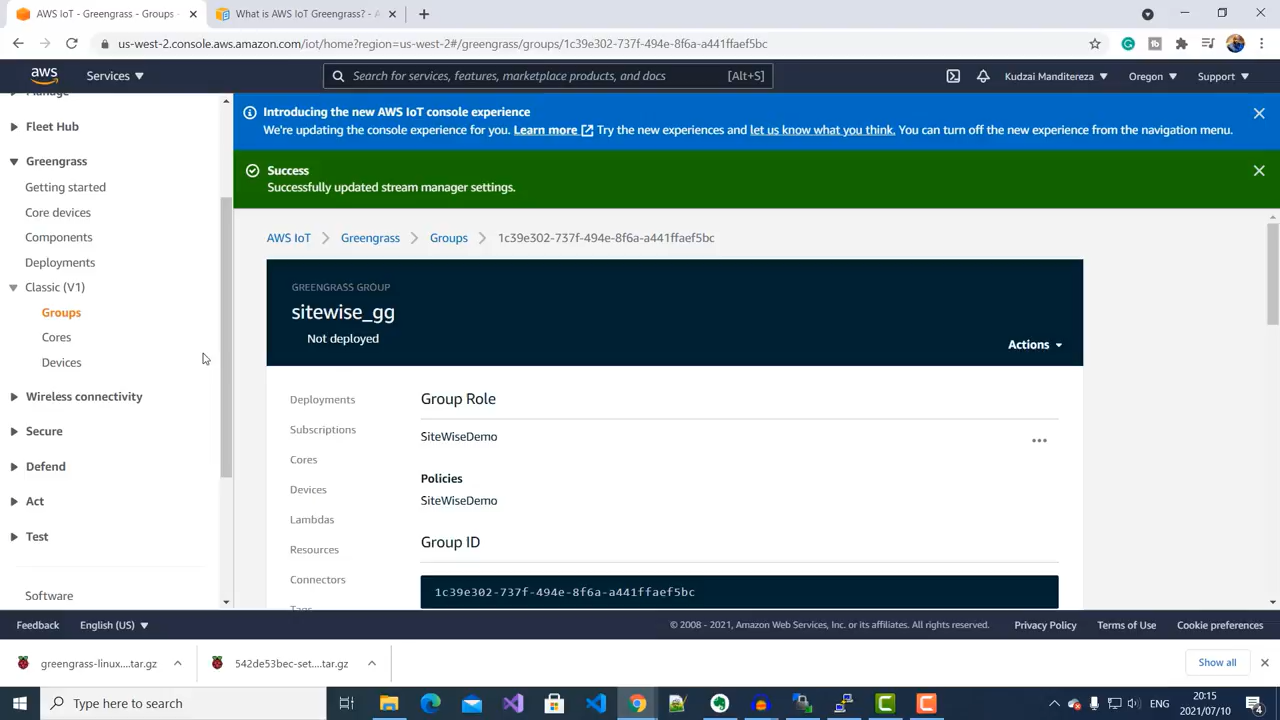 AWS IoT - Greengrass - Groups -
What is AWS IoT Greengrass? - A
us-west-2.console.aws.amazon.com/iot/home?region=us-west-2#/greengrass/groups/1c39e302-737f-494e-8f6a-a441ffaef5bc
aws
Services
Search for services, features, marketplace products, and docs
[Alt+S]
Kudzai Manditereza
Oregon
Support
Manage
Fleet Hub
Greengrass
Getting started
Core devices
Components
Deployments
Classic (V1)
Groups
Cores
Devices
Wireless connectivity
Secure
Defend
Act
Test
Software
Introducing the new AWS IoT console experience
We're updating the console experience for you. Learn more Try the new experiences and let us know what you think. You can turn off the new experience from the navigation menu.
Success
Successfully updated stream manager settings.
AWS IoT
Greengrass
Groups
1c39e302-737f-494e-8f6a-a441ffaef5bc
GREENGRASS GROUP
sitewise_gg
Not deployed
Actions
Deployments
Subscriptions
Cores
Devices
Lambdas
Resources
Connectors
Tags
Group Role
SiteWiseDemo
Policies
SiteWiseDemo
Group ID
1c39e302-737f-494e-8f6a-a441ffaef5bc
Feedback
English (US)
© 2008 - 2021, Amazon Web Services, Inc. or its affiliates. All rights reserved.
Privacy Policy
Terms of Use
Cookie preferences
greengrass-linux....tar.gz
542de53bec-set....tar.gz
Show all
Type here to search
ENG
20:15
2021/07/10
4